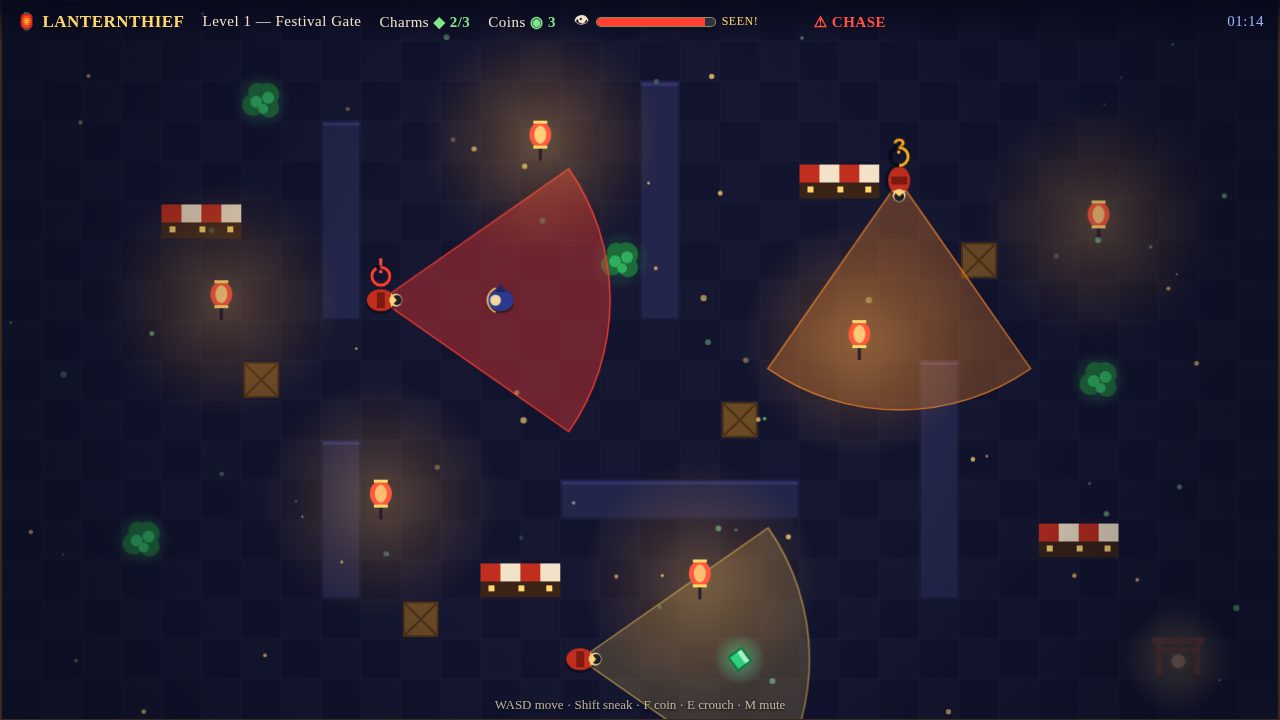 LANTERNTHIEF Level 1 — Festival Gate Charms ◆ 2/3 Coins ◉ 3 SEEN! ⚠ CHASE 01:14
!
?
WASD move · Shift sneak · F coin · E crouch · M mute